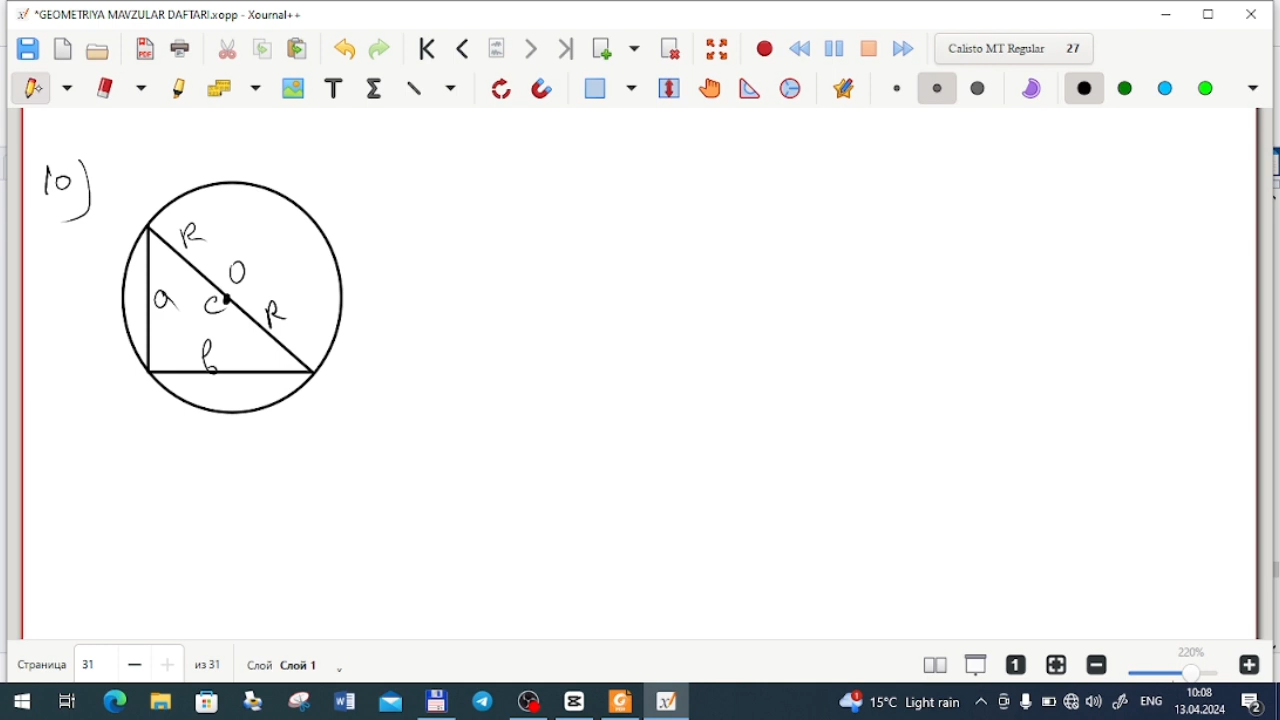 *GEOMETRIYA MAVZULAR DAFTARI.xopp - Xournal++
Calisto MT Regular 27
10)
R
O
a
c
R
b
220%
Страница 31 из 31 Слой Слой 1
15°C Light rain ENG 10:08
13.04.2024